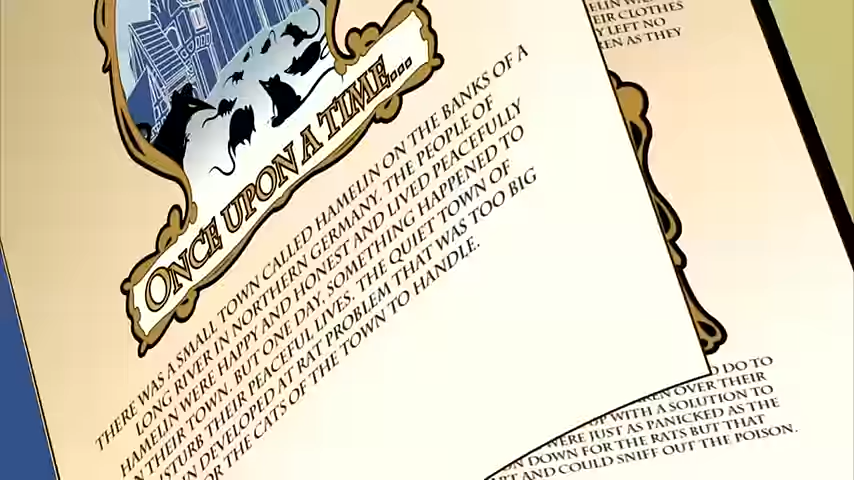 ONCE UPON A TIME...
THERE WAS A SMALL TOWN CALLED HAMELIN ON THE BANKS OF A
LONG RIVER IN NORTHERN GERMANY. THE PEOPLE OF
HAMELIN WERE HAPPY AND HONEST AND LIVED PEACEFULLY
IN THEIR TOWN. BUT ONE DAY, SOMETHING HAPPENED TO
DISTURB THEIR PEACEFUL LIVES. THE QUIET TOWN OF
DEVELOPED AT RAT PROBLEM THAT WAS TOO BIG
FOR THE CATS OF THE TOWN TO HANDLE.
CLOTHES
LEFT NO
AS THEY
DO TO
OVER THEIR
WITH A SOLUTION TO
WERE JUST AS PANICKED AS THE
DOWN FOR THE RATS BUT THAT
AND COULD SNIFF OUT THE POISON.